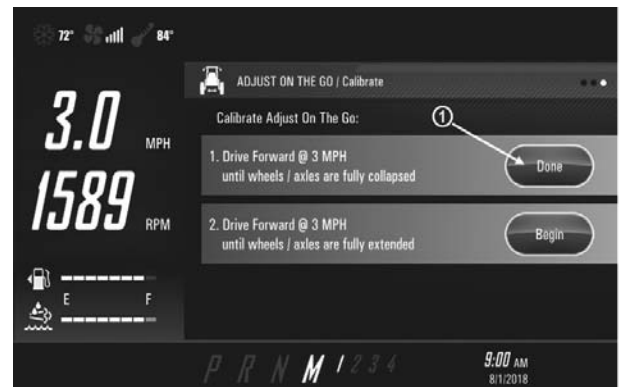 72° 84°
ADJUST ON THE GO / Calibrate
3.0 MPH
Calibrate Adjust On The Go:
1
1. Drive Forward @ 3 MPH
until wheels / axles are fully collapsed
Done
1589 RPM
2. Drive Forward @ 3 MPH
until wheels / axles are fully extended
Begin
E F
P R N M 1 2 3 4
9:00 AM
8/1/2018